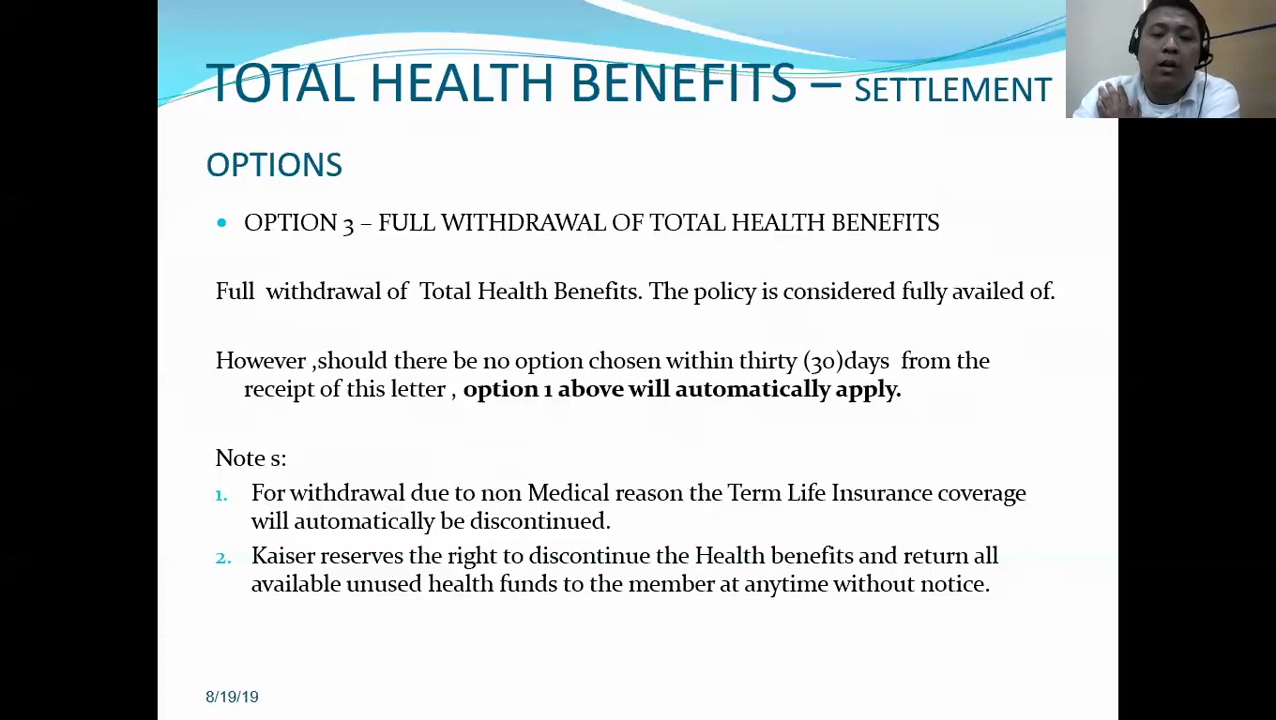 TOTAL HEALTH BENEFITS – SETTLEMENT
OPTIONS
• OPTION 3 – FULL WITHDRAWAL OF TOTAL HEALTH BENEFITS
Full withdrawal of Total Health Benefits. The policy is considered fully availed of.
However ,should there be no option chosen within thirty (30)days from the
receipt of this letter , option 1 above will automatically apply.
Note s:
1. For withdrawal due to non Medical reason the Term Life Insurance coverage
will automatically be discontinued.
2. Kaiser reserves the right to discontinue the Health benefits and return all
available unused health funds to the member at anytime without notice.
8/19/19